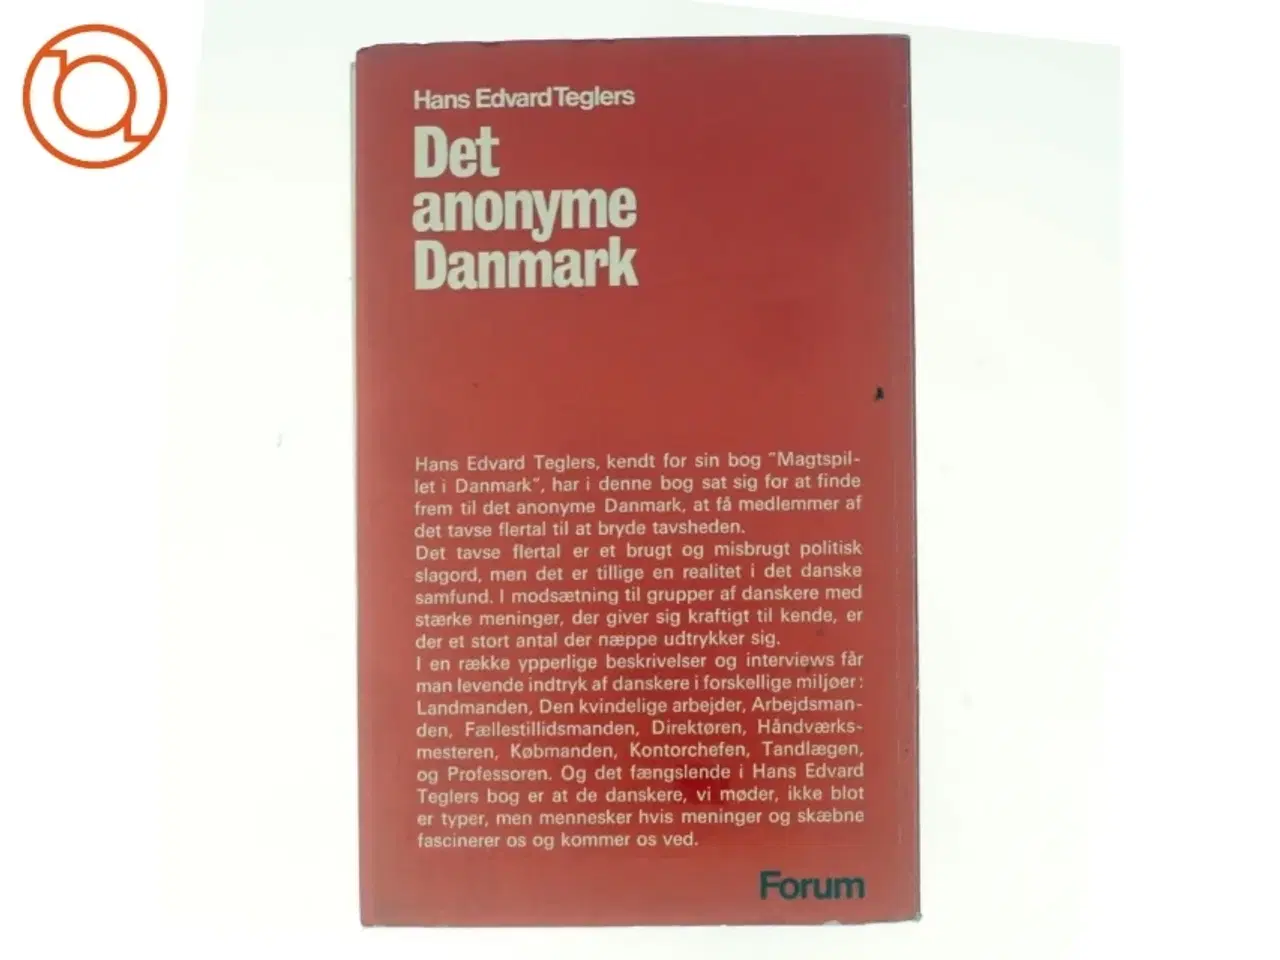 Hans Edvard Teglers
Det
anonyme
Danmark
Hans Edvard Teglers, kendt for sin bog "Magtspil-
let i Danmark", har i denne bog sat sig for at finde
frem til det anonyme Danmark, at få medlemmer af
det tavse flertal til at bryde tavsheden.
Det tavse flertal er et brugt og misbrugt politisk
slagord, men det er tillige en realitet i det danske
samfund. I modsætning til grupper af danskere med
stærke meninger, der giver sig kraftigt til kende, er
der et stort antal der næppe udtrykker sig.
I en række ypperlige beskrivelser og interviews får
man levende indtryk af danskere i forskellige miljøer:
Landmanden, Den kvindelige arbejder, Arbejdsman-
den, Fællestillidsmanden, Direktøren, Håndværks-
mesteren, Købmanden, Kontorchefen, Tandlægen,
og Professoren. Og det fængslende i Hans Edvard
Teglers bog er at de danskere, vi møder, ikke blot
er typer, men mennesker hvis meninger og skæbne
fascinerer os og kommer os ved.
Forum